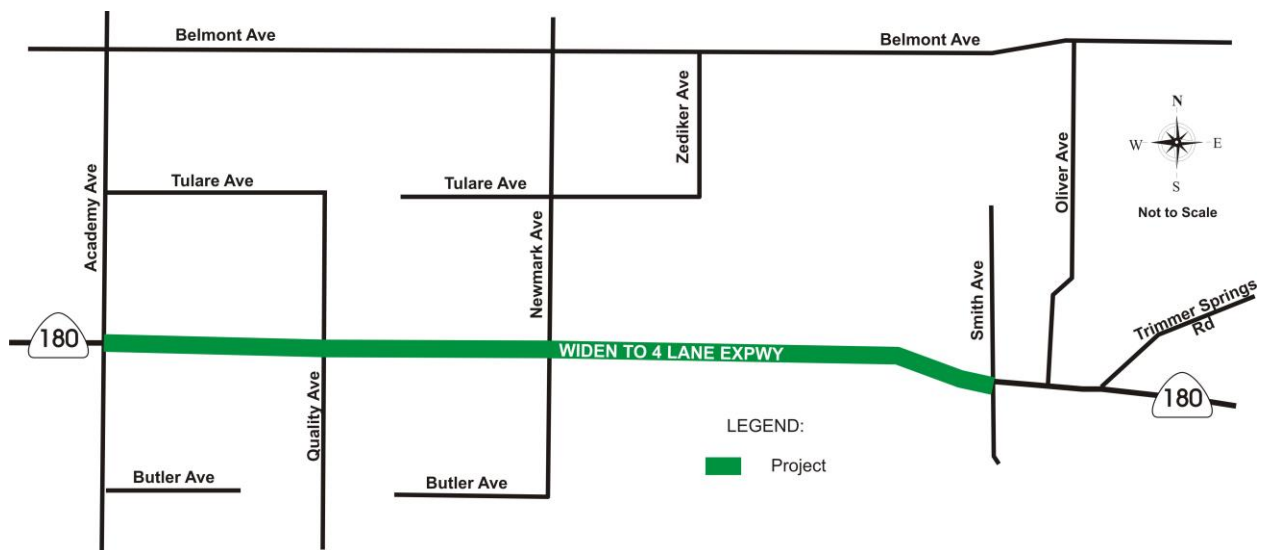 Belmont Ave
Belmont Ave
Zediker Ave
Oliver Ave
N
W
E
S
Not to Scale
Academy Ave
Tulare Ave
Tulare Ave
Newmark Ave
Smith Ave
Trimmer Springs
Rd
180
WIDEN TO 4 LANE EXPWY
180
Quality Ave
LEGEND:
Project
Butler Ave
Butler Ave